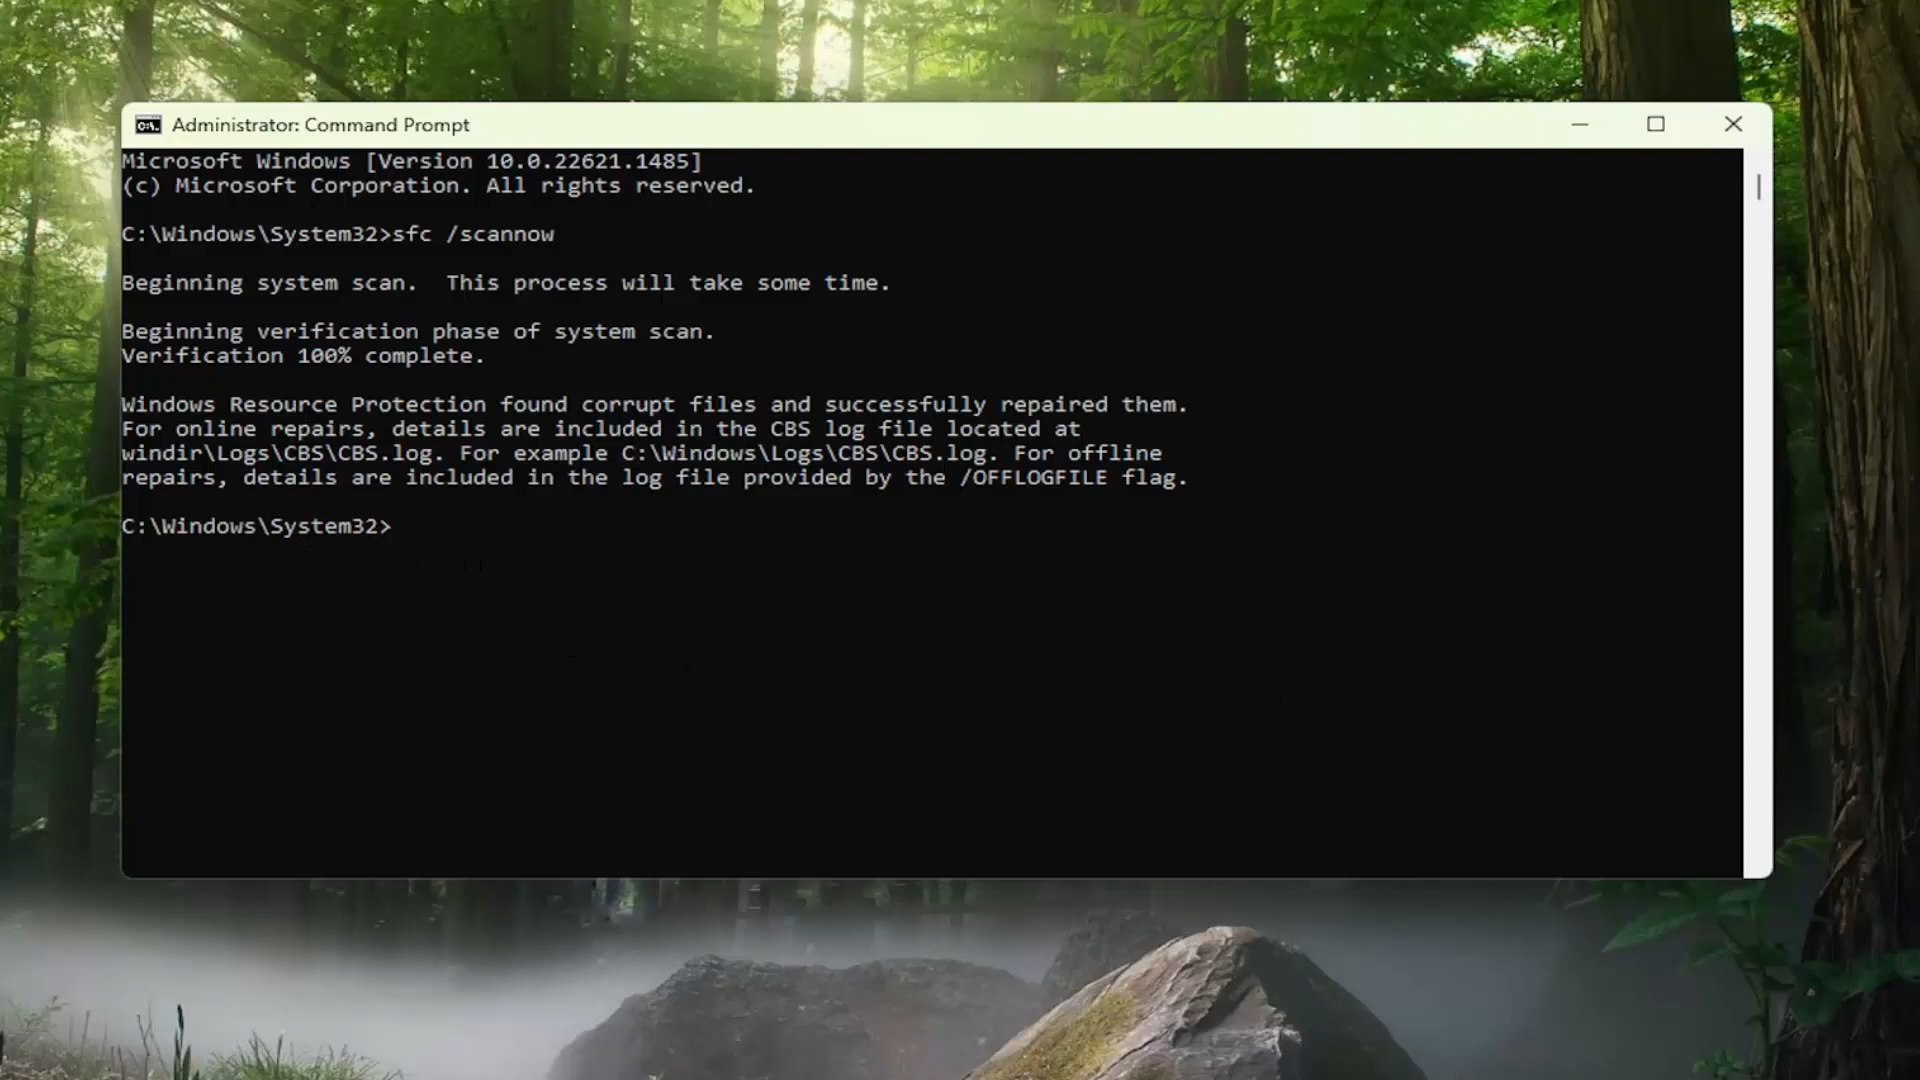 Administrator: Command Prompt
Microsoft Windows [Version 10.0.22621.1485]
(c) Microsoft Corporation. All rights reserved.
C:\Windows\System32>sfc /scannow
Beginning system scan.  This process will take some time.
Beginning verification phase of system scan.
Verification 100% complete.
Windows Resource Protection found corrupt files and successfully repaired them.
For online repairs, details are included in the CBS log file located at
windir\Logs\CBS\CBS.log. For example C:\Windows\Logs\CBS\CBS.log. For offline
repairs, details are included in the log file provided by the /OFFLOGFILE flag.
C:\Windows\System32>